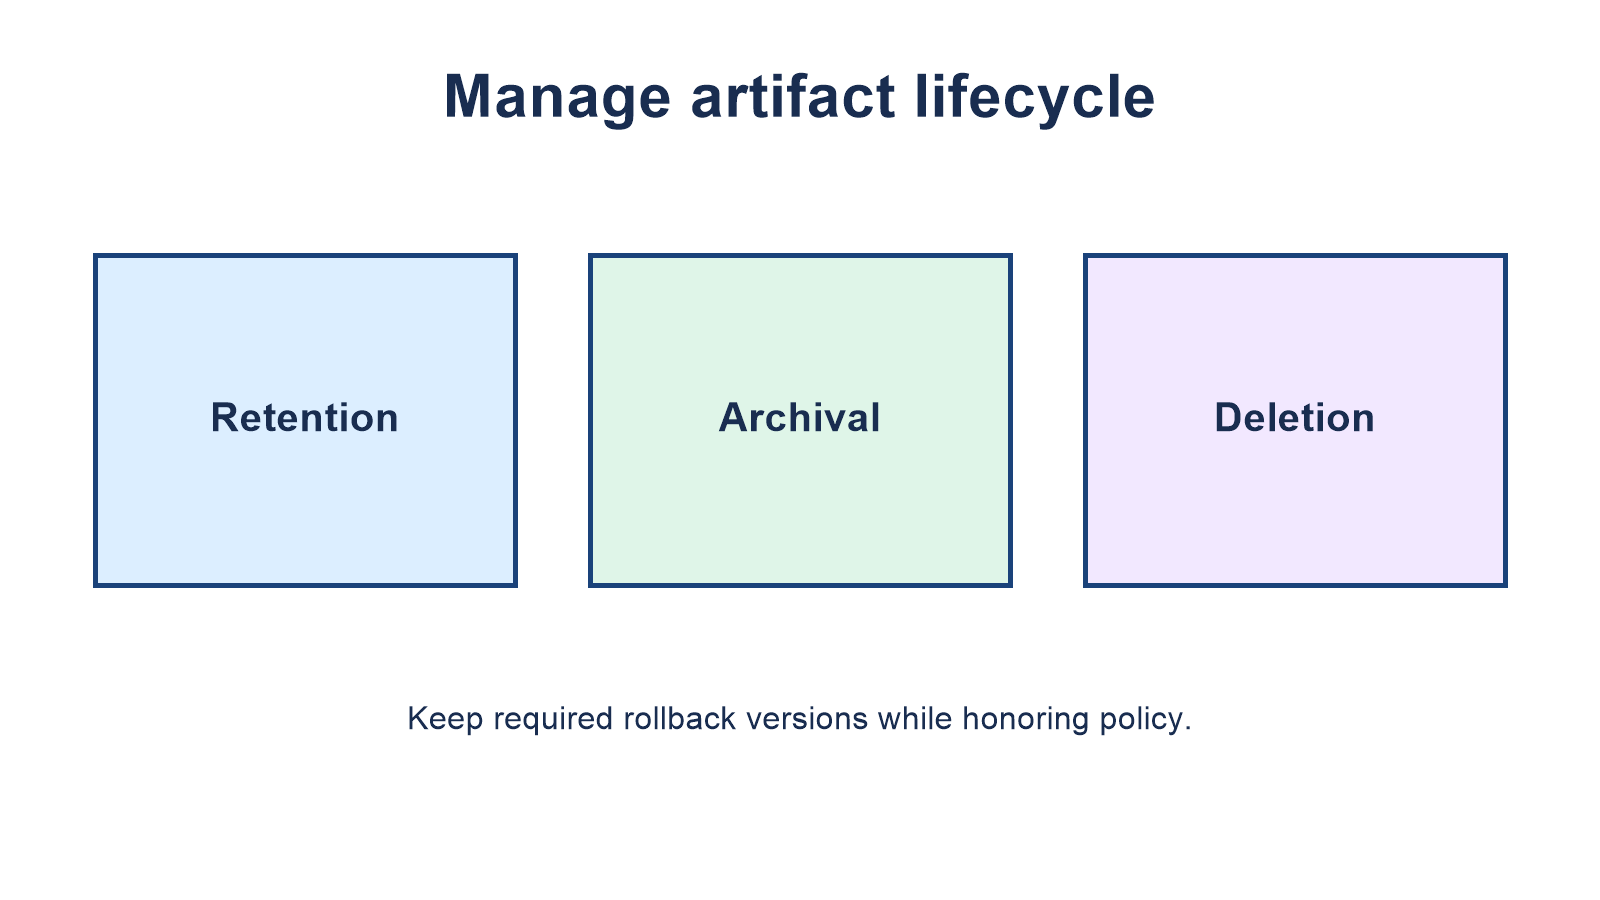 Manage artifact lifecycle
Retention
Archival
Deletion
Keep required rollback versions while honoring policy.